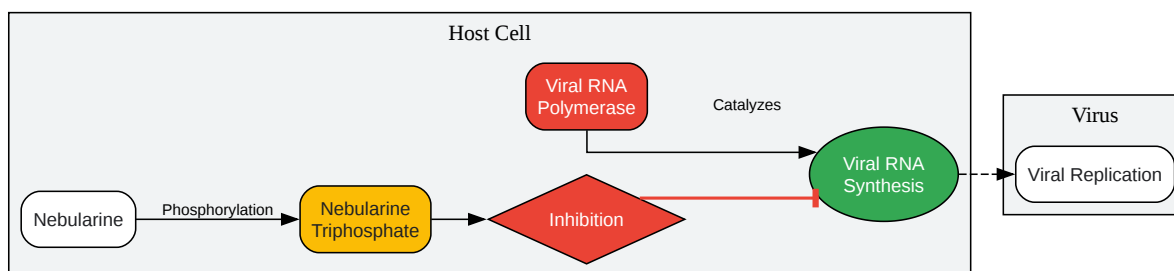 Host Cell
Viral RNA
Polymerase
Catalyzes
Virus
Viral RNA
Synthesis
Viral Replication
Nebularine
Phosphorylation
Nebularine
Triphosphate
Inhibition